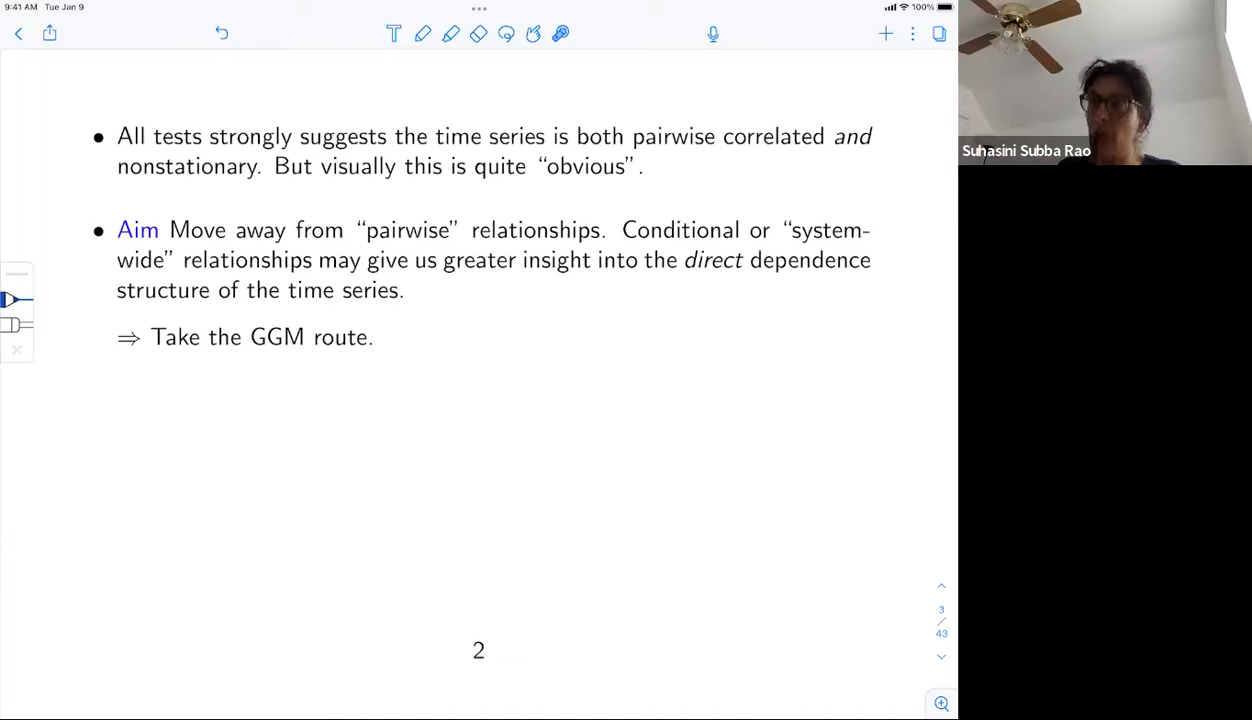 9:41 AM Tue Jan 9
100%
• All tests strongly suggests the time series is both pairwise correlated and
nonstationary. But visually this is quite “obvious”.
• Aim Move away from “pairwise” relationships. Conditional or “system-
wide” relationships may give us greater insight into the direct dependence
structure of the time series.
⇒ Take the GGM route.
2
3
/
43
Suhasini Subba Rao